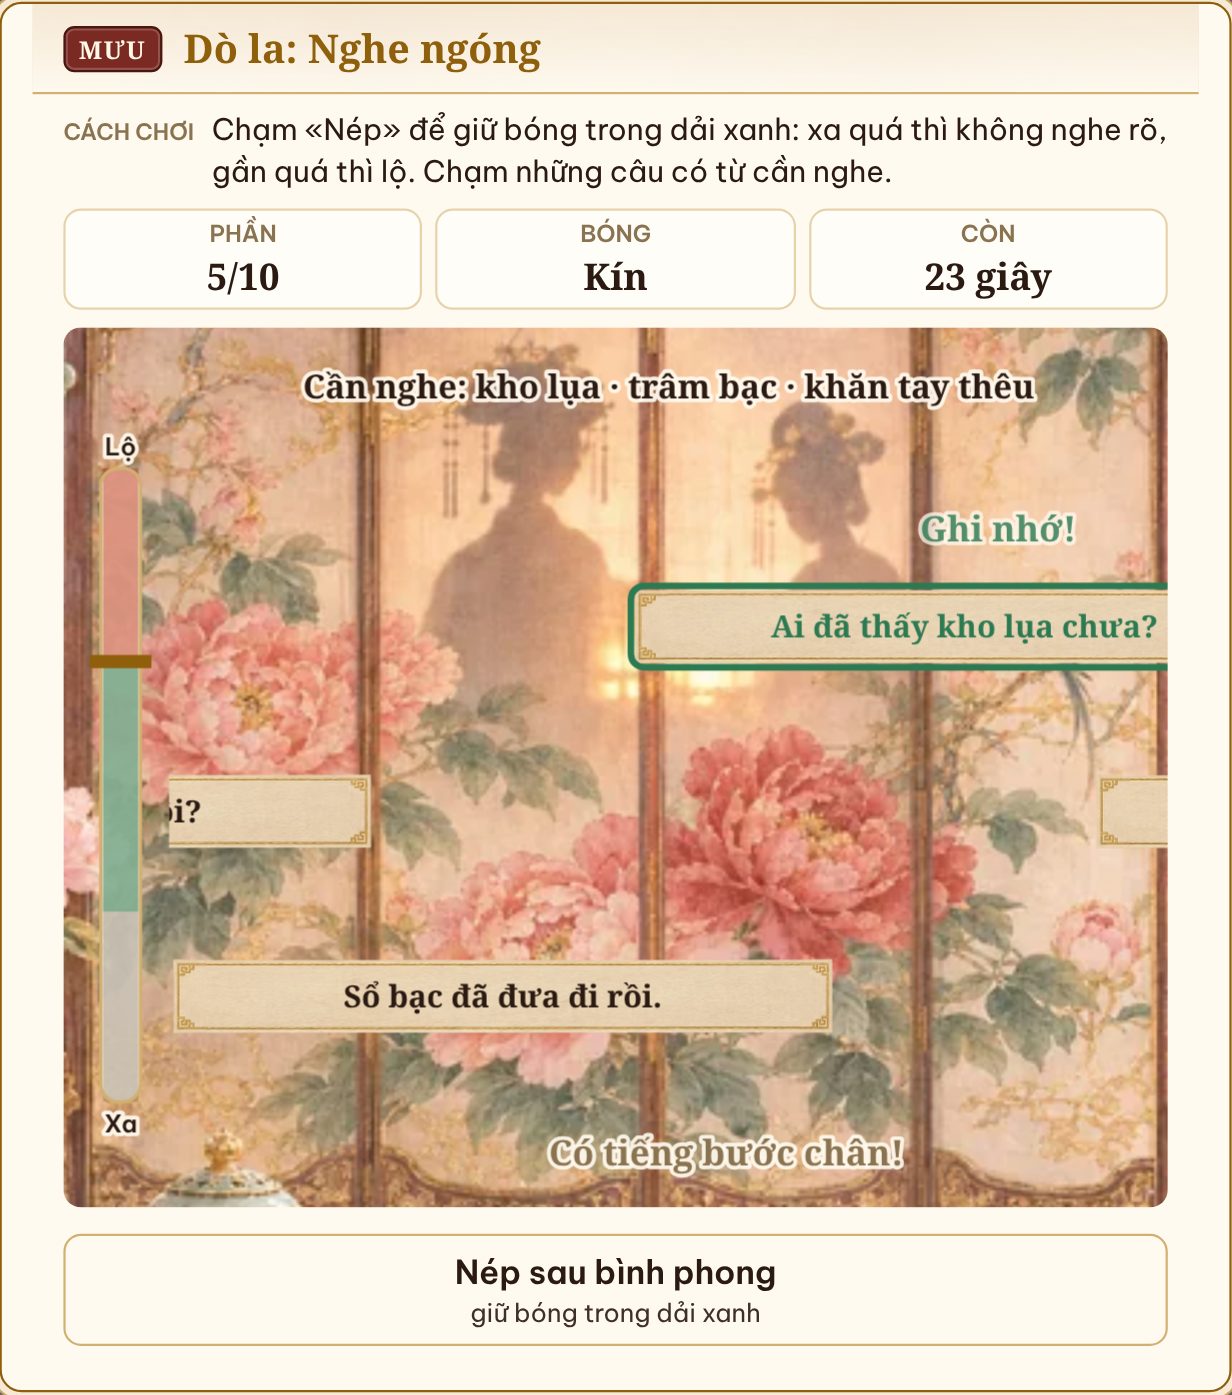 MƯU Dò la: Nghe ngóng
CÁCH CHƠI Chạm «Nép» để giữ bóng trong dải xanh: xa quá thì không nghe rõ,
gần quá thì lộ. Chạm những câu có từ cần nghe.
PHẦN BÓNG CÒN
5/10 Kín 23 giây
Cần nghe: kho lụa · trâm bạc · khăn tay thêu
Lộ
Ghi nhớ!
Ai đã thấy kho lụa chưa?
Sổ bạc đã đưa đi rồi.
Xa
Có tiếng bước chân!
Nép sau bình phong
giữ bóng trong dải xanh